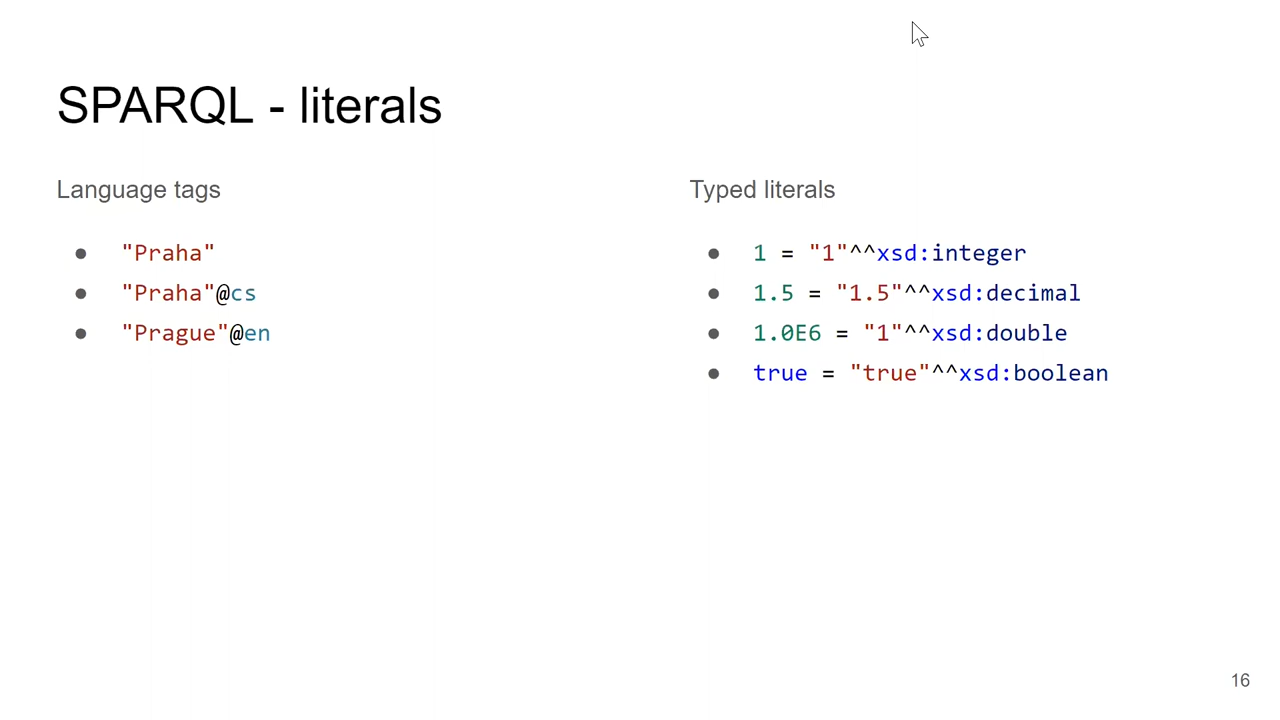 SPARQL - literals
Language tags
● "Praha"
● "Praha"@cs
● "Prague"@en
Typed literals
● 1 = "1"^^xsd:integer
● 1.5 = "1.5"^^xsd:decimal
● 1.0E6 = "1"^^xsd:double
● true = "true"^^xsd:boolean
16